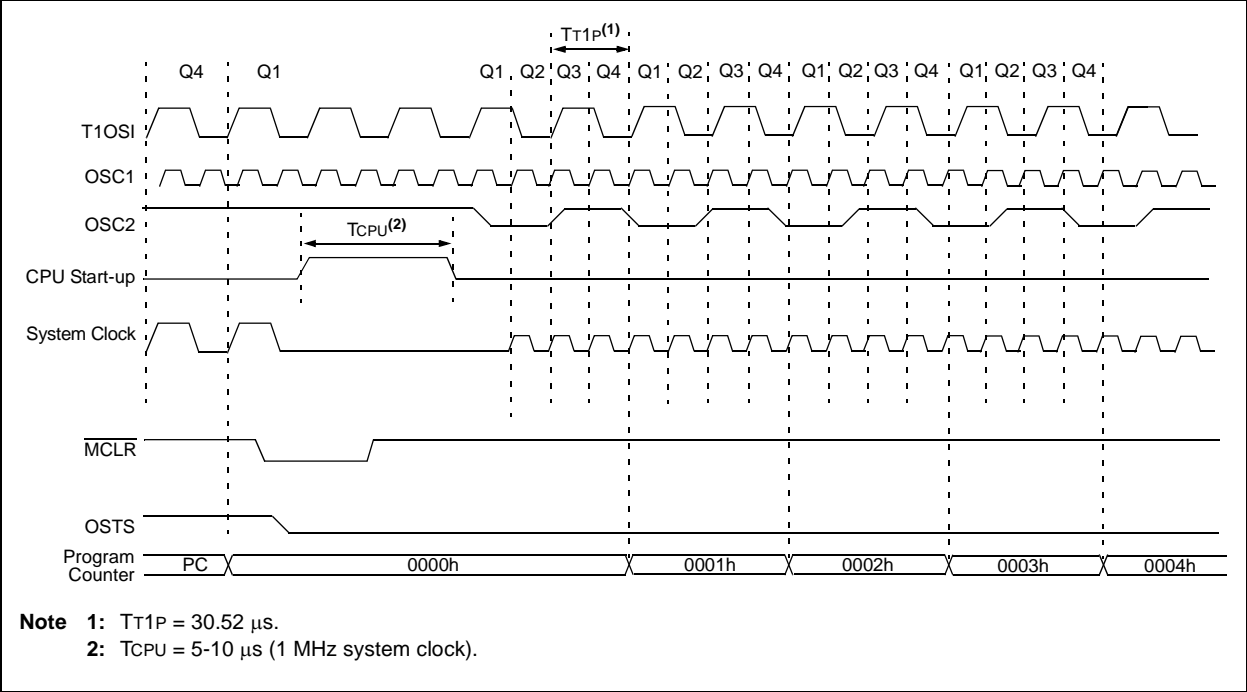 TT1P(1)
Q4 Q1 Q1 Q2 Q3 Q4 Q1 Q2 Q3 Q4 Q1 Q2 Q3 Q4 Q1 Q2 Q3 Q4
T1OSI
OSC1
OSC2
TCPU(2)
CPU Start-up
System Clock
MCLR
OSTS
Program
Counter
PC 0000h 0001h 0002h 0003h 0004h
Note 1: TT1P = 30.52 μs.
2: TCPU = 5-10 μs (1 MHz system clock).